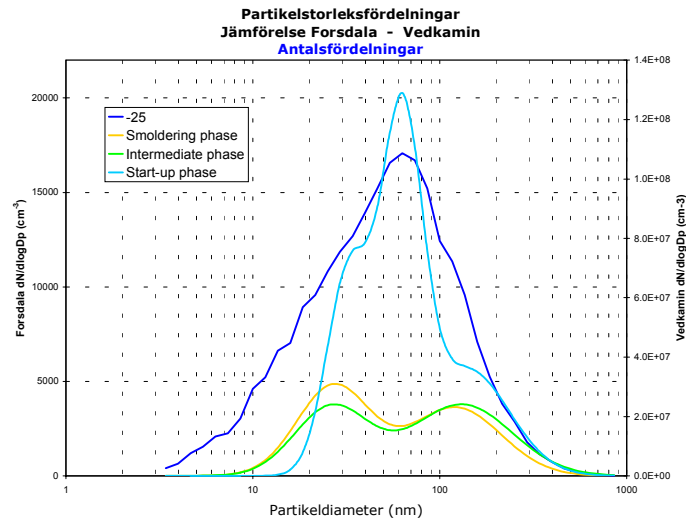 Partikelstorleksfördelningar
Jämförelse Forsdala - Vedkamin
Antalsfördelningar
1.4E+08
20000
1.2E+08
-25
Smoldering phase
Intermediate phase
Start-up phase
15000
1.0E+08
Forsdala dN/dlogDp (cm-3)
Vedkamin dN/dlogDp (cm-3)
8.0E+07
10000
6.0E+07
4.0E+07
5000
2.0E+07
0
0.0E+00
1
10
100
1000
Partikeldiameter (nm)